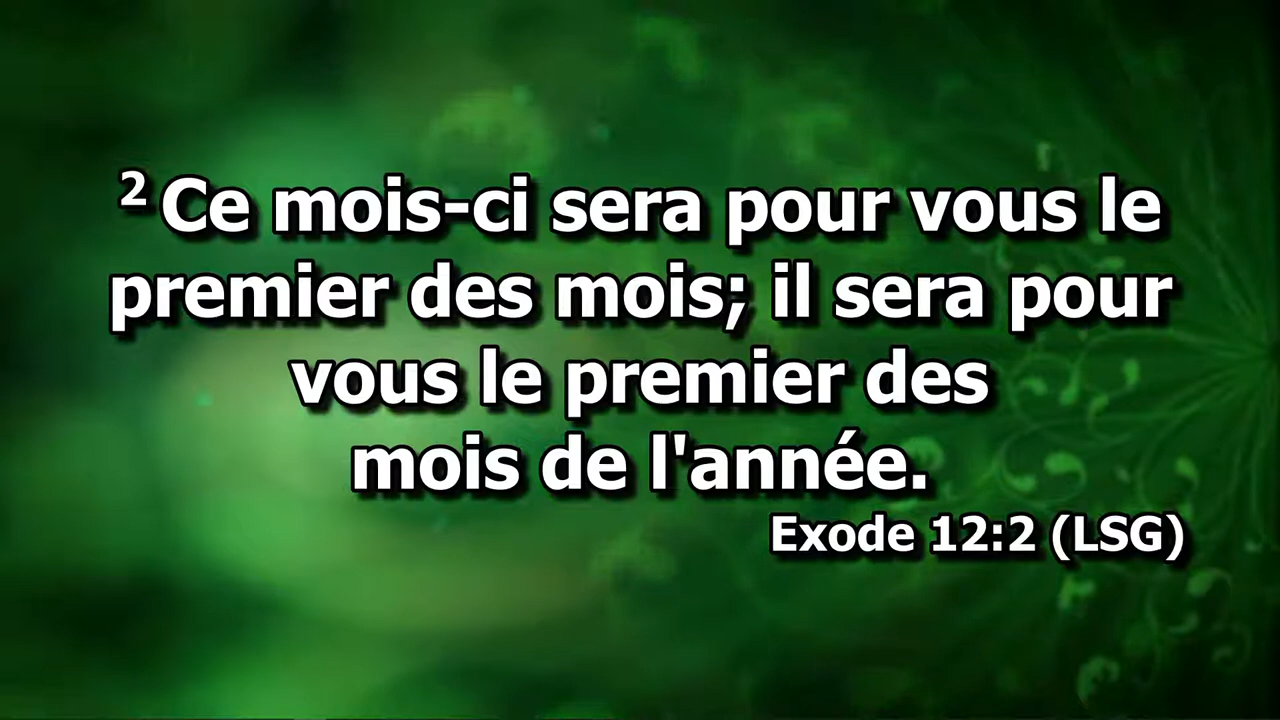 2 Ce mois-ci sera pour vous le
premier des mois; il sera pour
vous le premier des
mois de l'année.
Exode 12:2 (LSG)